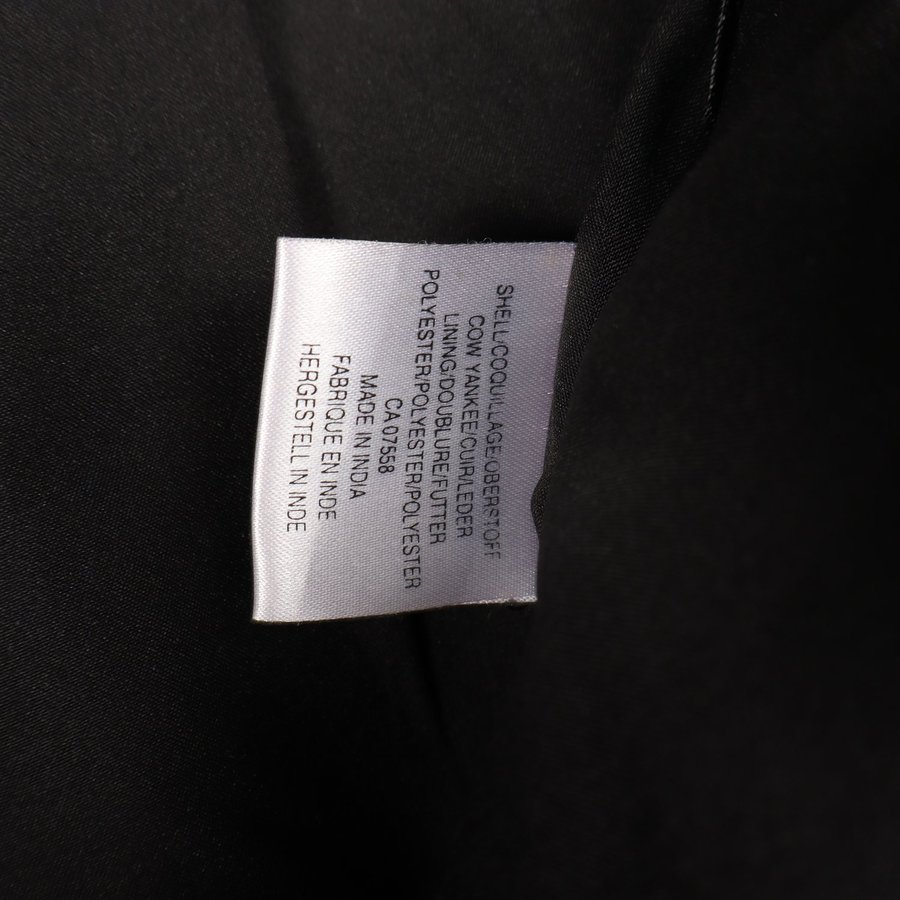 SHELL/COQUILLAGE/OBERSTOFF
COW YANKEE/CUIR/LEDER
LINING/DOUBLURE/FUTTER
POLYESTER/POLYESTER/POLYESTER
CA 07558
MADE IN INDIA
FABRIQUE EN INDE
HERGESTELL IN INDE